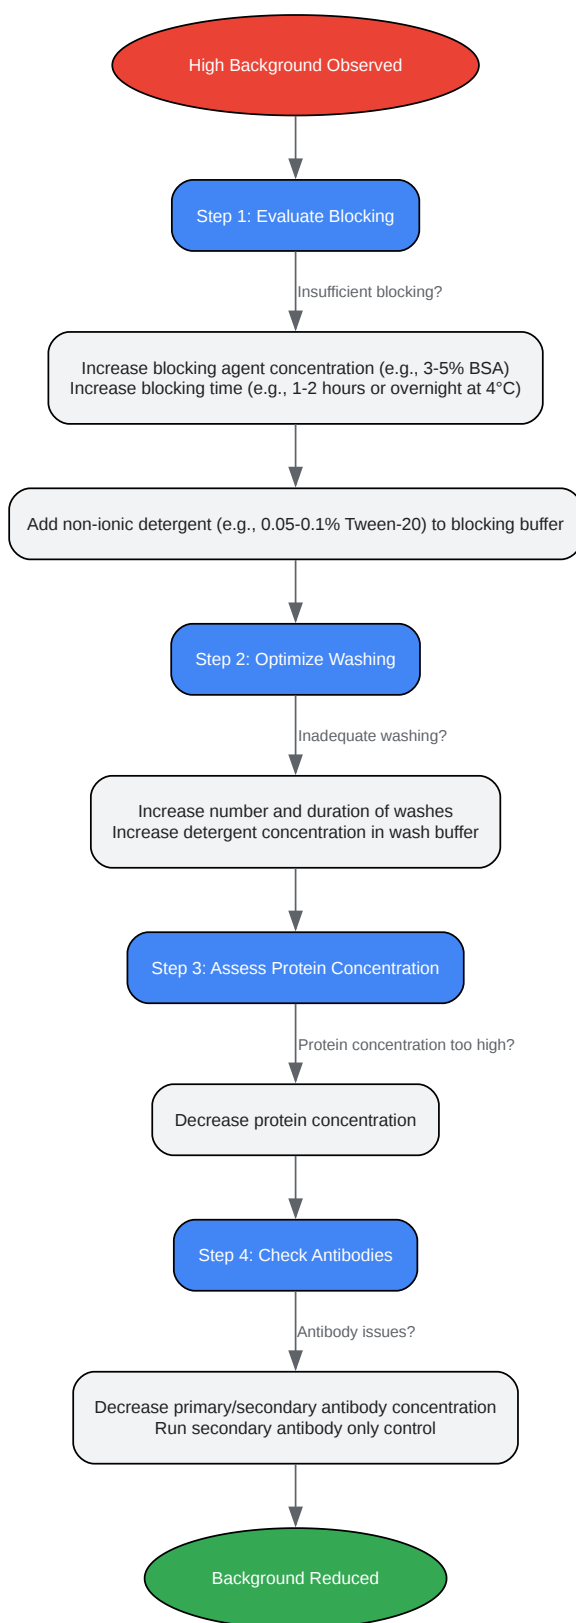 High Background Observed
Step 1: Evaluate Blocking
Insufficient blocking?
Increase blocking agent concentration (e.g., 3-5% BSA)
Increase blocking time (e.g., 1-2 hours or overnight at 4°C)
Add non-ionic detergent (e.g., 0.05-0.1% Tween-20) to blocking buffer
Step 2: Optimize Washing
Inadequate washing?
Increase number and duration of washes
Increase detergent concentration in wash buffer
Step 3: Assess Protein Concentration
Protein concentration too high?
Decrease protein concentration
Step 4: Check Antibodies
Antibody issues?
Decrease primary/secondary antibody concentration
Run secondary antibody only control
Background Reduced